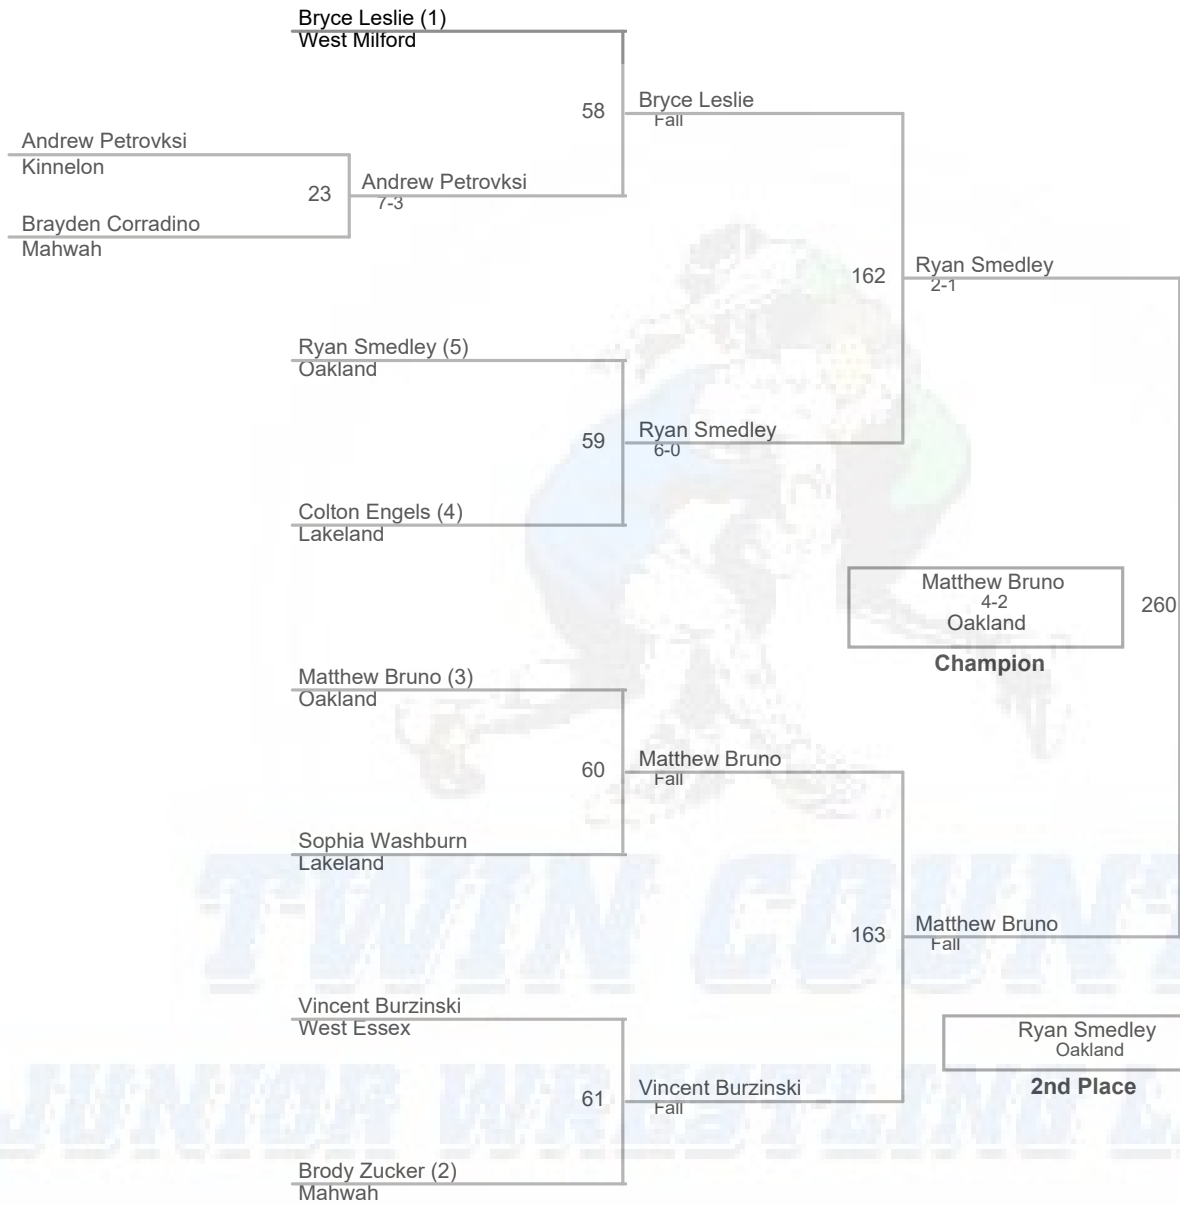 Bryce Leslie (1)
West Milford
58
Bryce Leslie
Fall
Andrew Petrovksi
Kinnelon
23
Andrew Petrovksi
7-3
Brayden Corradino
Mahwah
162
Ryan Smedley
2-1
Ryan Smedley (5)
Oakland
59
Ryan Smedley
6-0
Colton Engels (4)
Lakeland
Matthew Bruno
4-2
Oakland
260
Champion
Matthew Bruno (3)
Oakland
60
Matthew Bruno
Fall
Sophia Washburn
Lakeland
TWIN COUNT
163
Matthew Bruno
Fall
Vincent Burzinski
West Essex
Ryan Smedley
Oakland
2nd Place
61
Vincent Burzinski
Fall
JUNIOR WRESTLING
Brody Zucker (2)
Mahwah